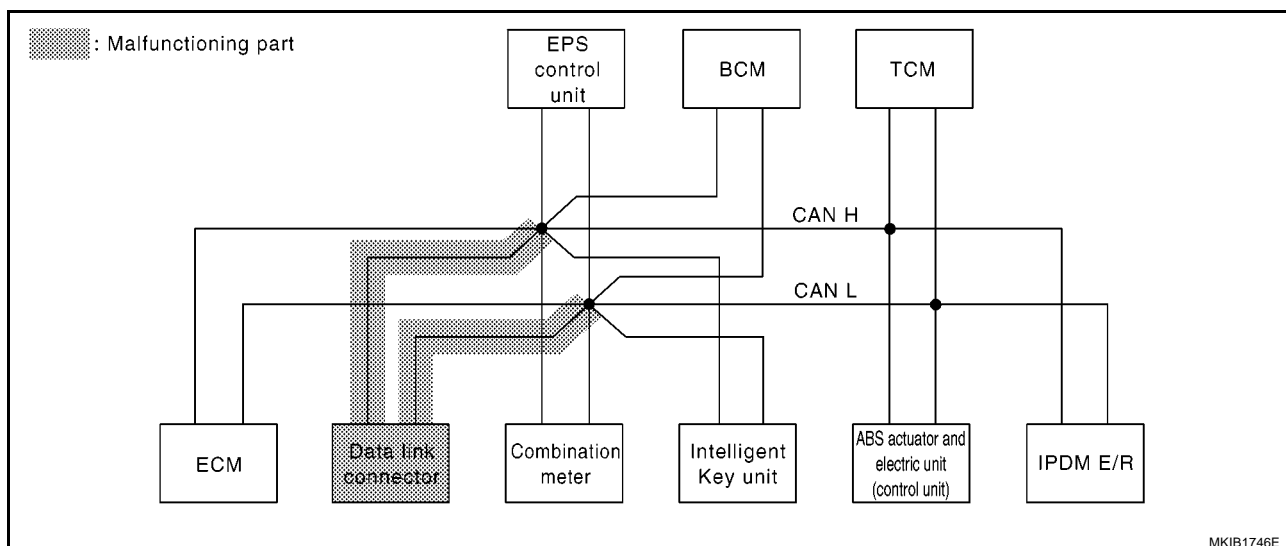 : Malfunctioning part
EPS
control
unit
BCM
TCM
CAN H
CAN L
ECM
Data link
connector
Combination
meter
Intelligent
Key unit
ABS actuator and
electric unit
(control unit)
IPDM E/R
MKIB1746E